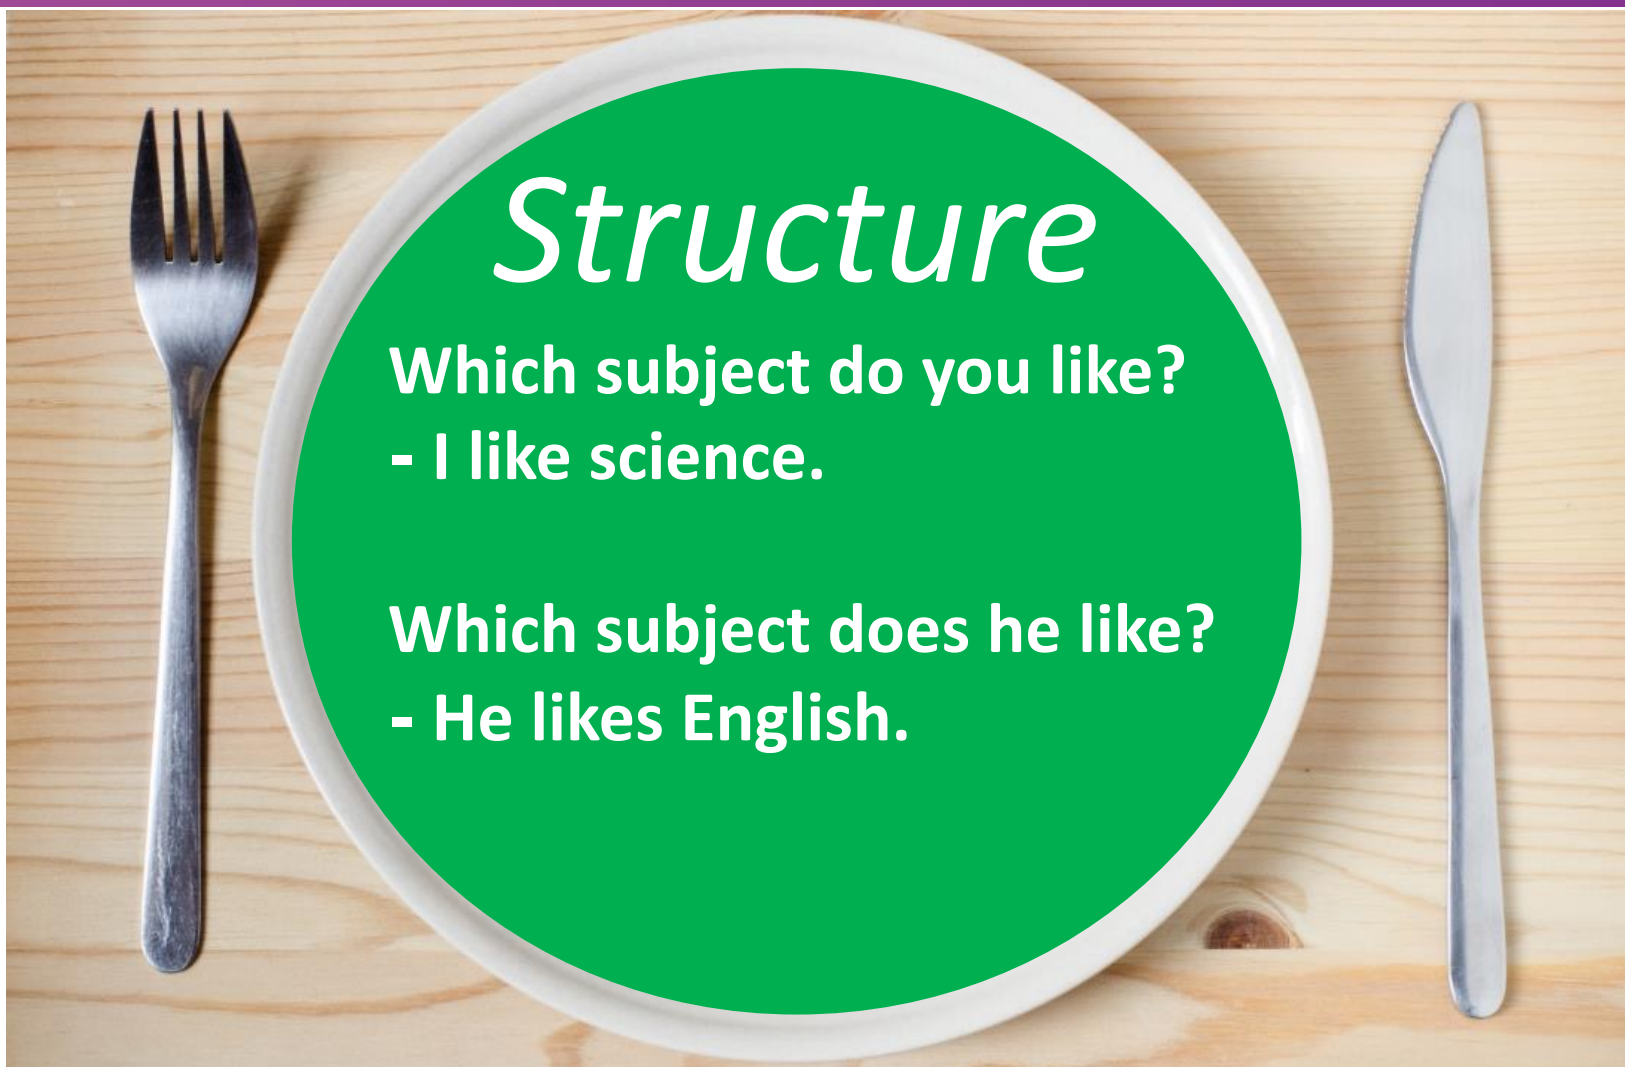 Structure
Which subject do you like?
- I like science.
Which subject does he like?
- He likes English.